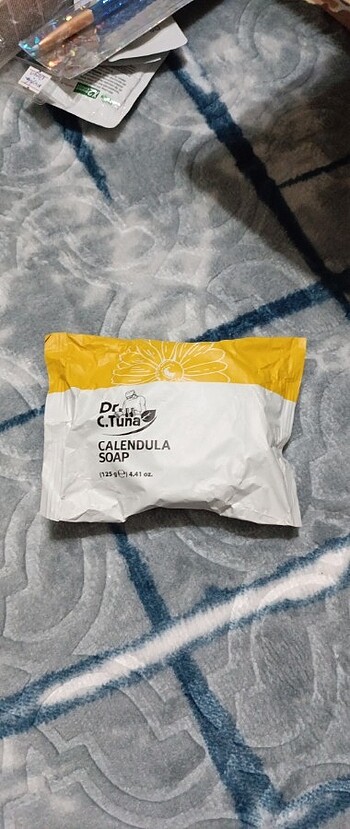 Dr.
C.Tuna
CALENDULA
SOAP
(125 g ℮) 4.41 oz.